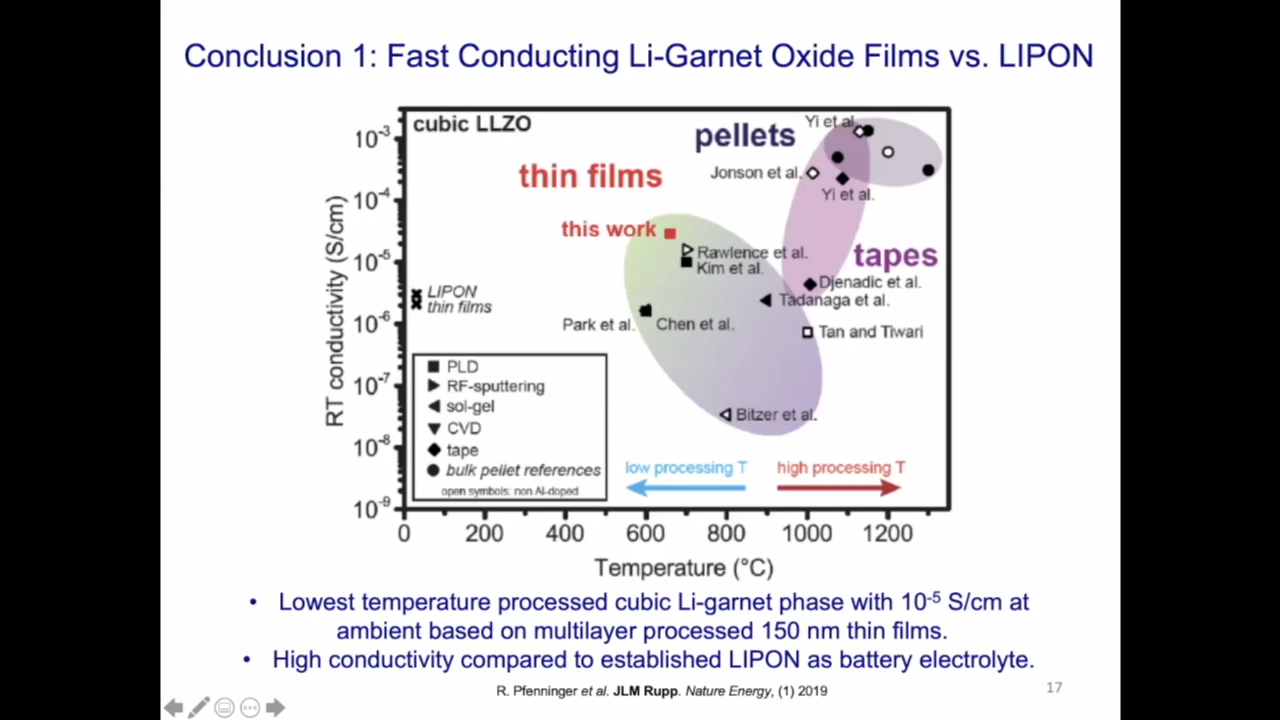 Conclusion 1: Fast Conducting Li-Garnet Oxide Films vs. LIPON
cubic LLZO
pellets
thin films
tapes
this work
Yi et al.
Jonson et al.
Yi et al.
Rawlence et al.
Kim et al.
Djenadic et al.
Tadanaga et al.
Park et al.
Chen et al.
Tan and Tiwari
Bitzer et al.
LIPON
thin films
PLD
RF-sputtering
sol-gel
CVD
tape
bulk pellet references
open symbols: non Al-doped
low processing T
high processing T
RT conductivity (S/cm)
10-3
10-4
10-5
10-6
10-7
10-8
10-9
0 200 400 600 800 1000 1200
Temperature (°C)
• Lowest temperature processed cubic Li-garnet phase with 10-5 S/cm at
ambient based on multilayer processed 150 nm thin films.
• High conductivity compared to established LIPON as battery electrolyte.
R. Pfenninger et al. JLM Rupp. Nature Energy, (1) 2019
17